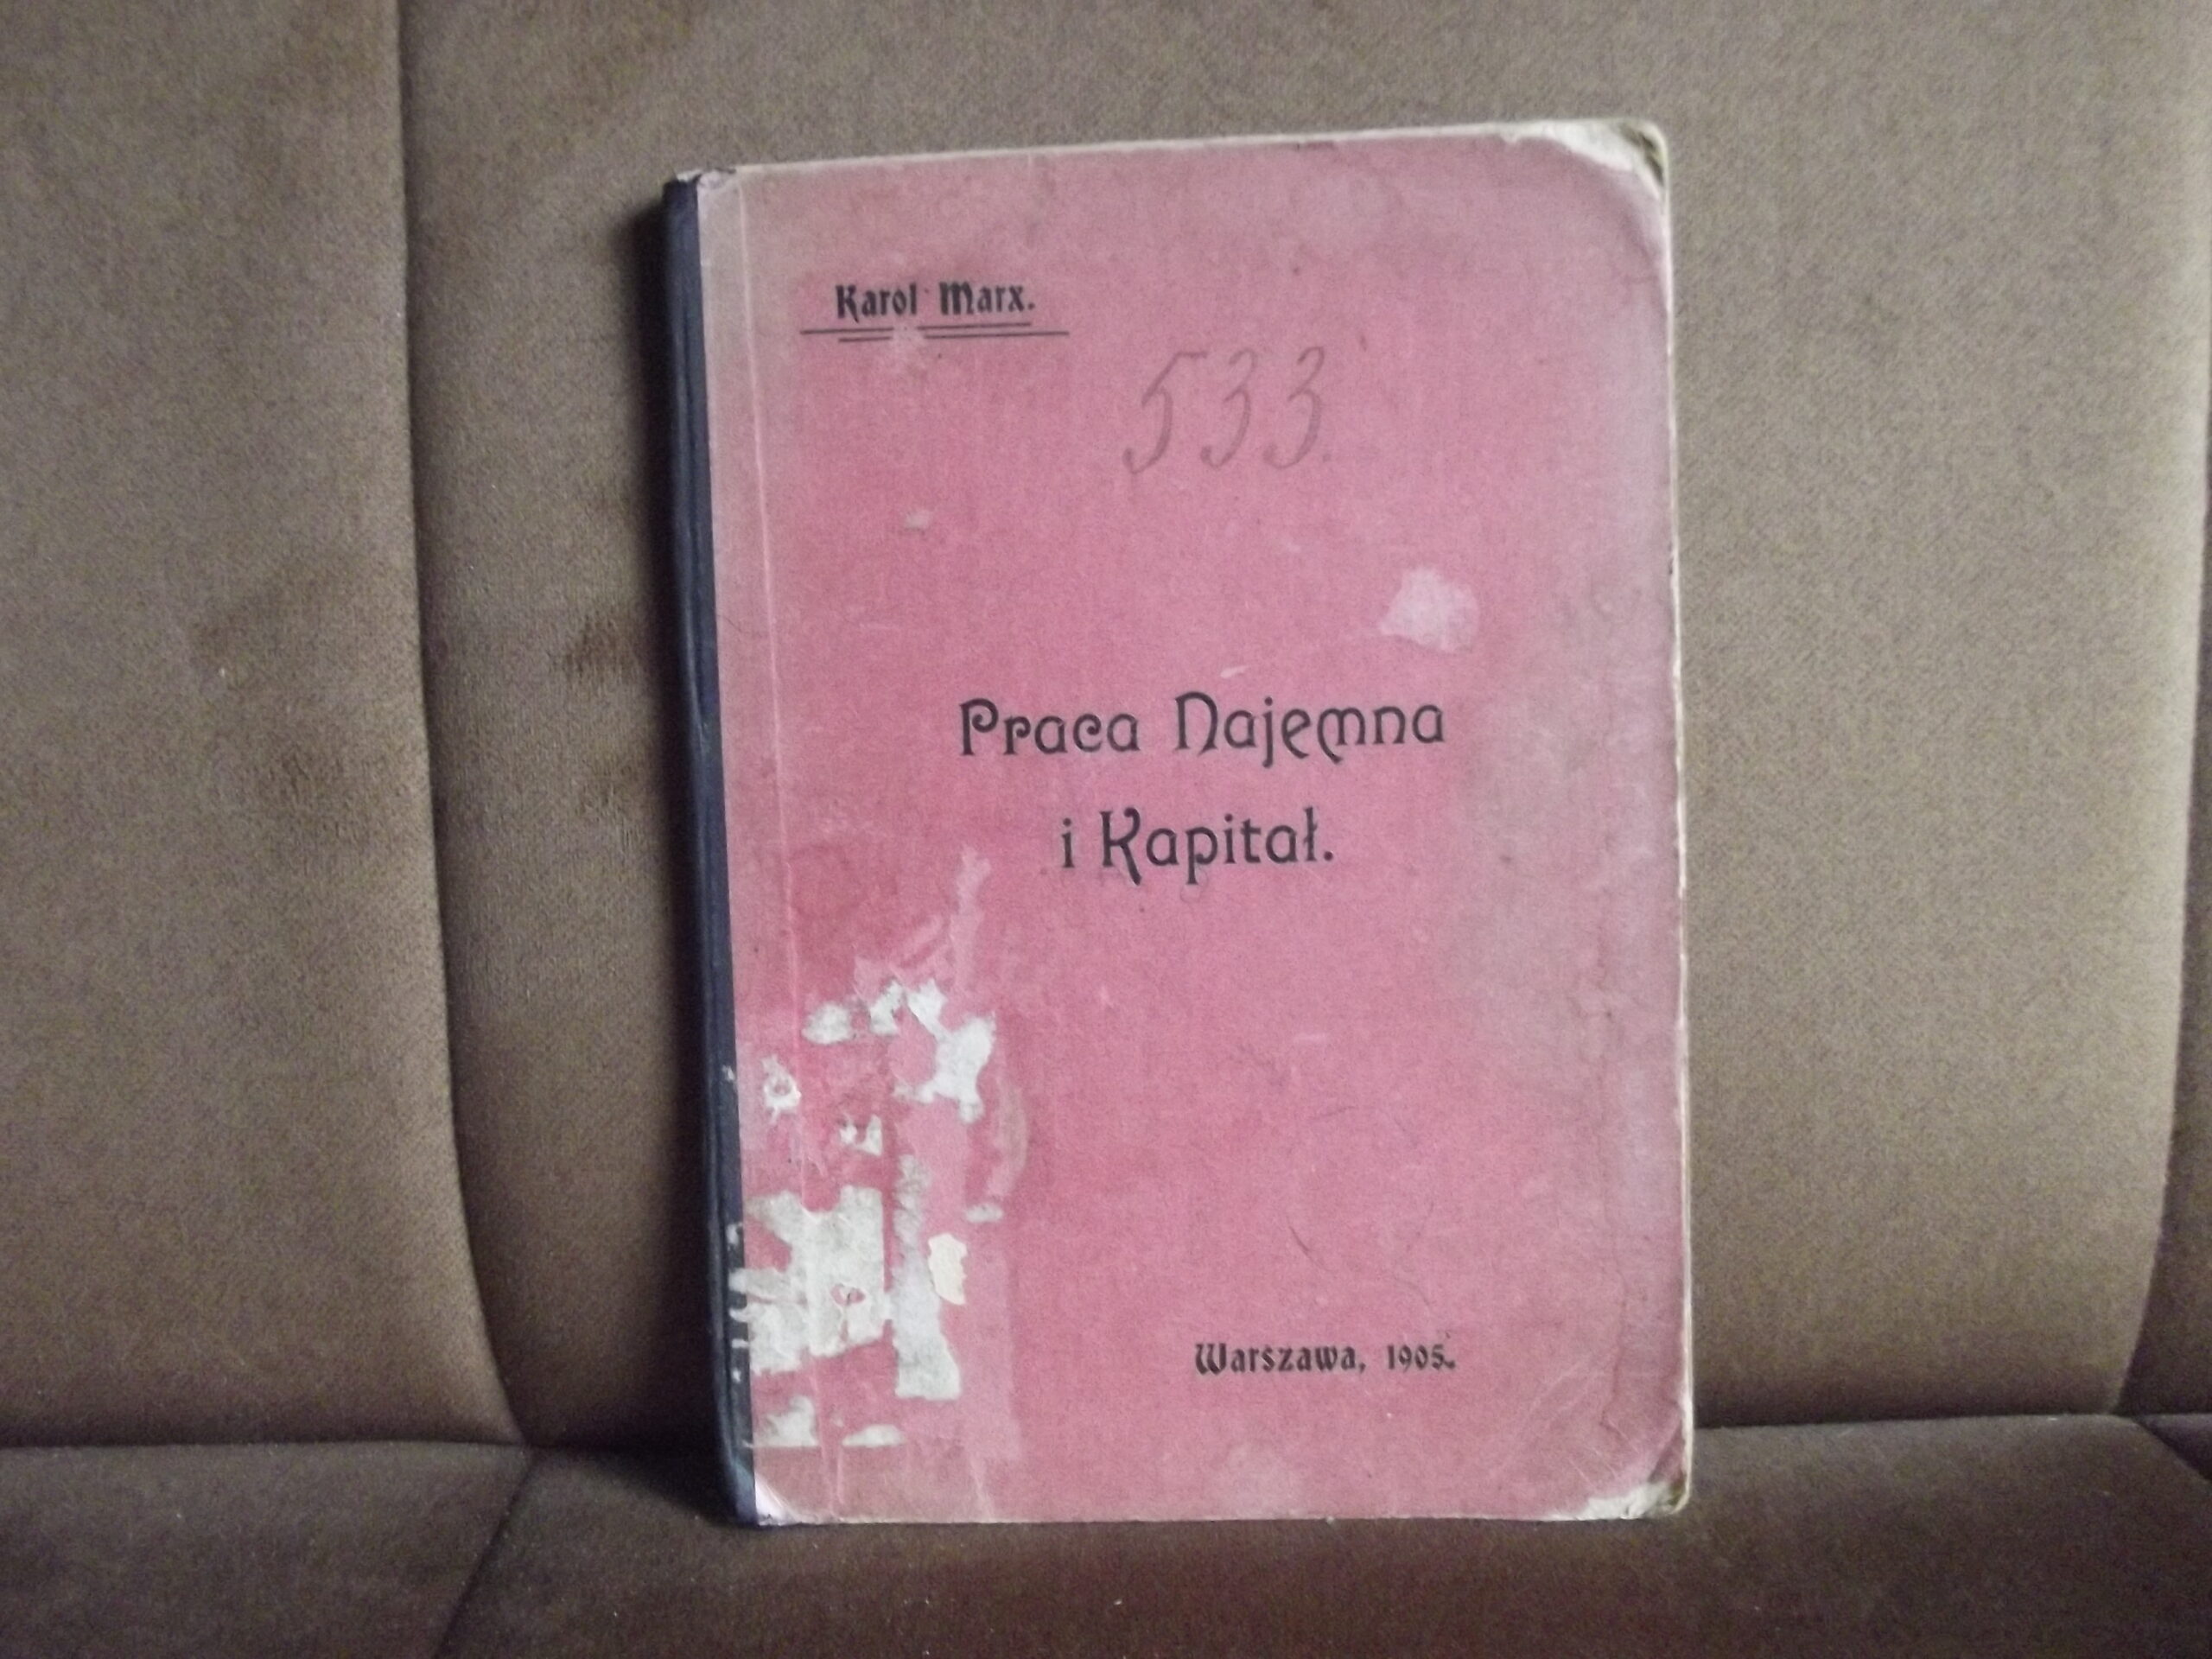 Karol Marx.
533.
Praca Najemna
i Kapitał.
Warszawa, 1905.